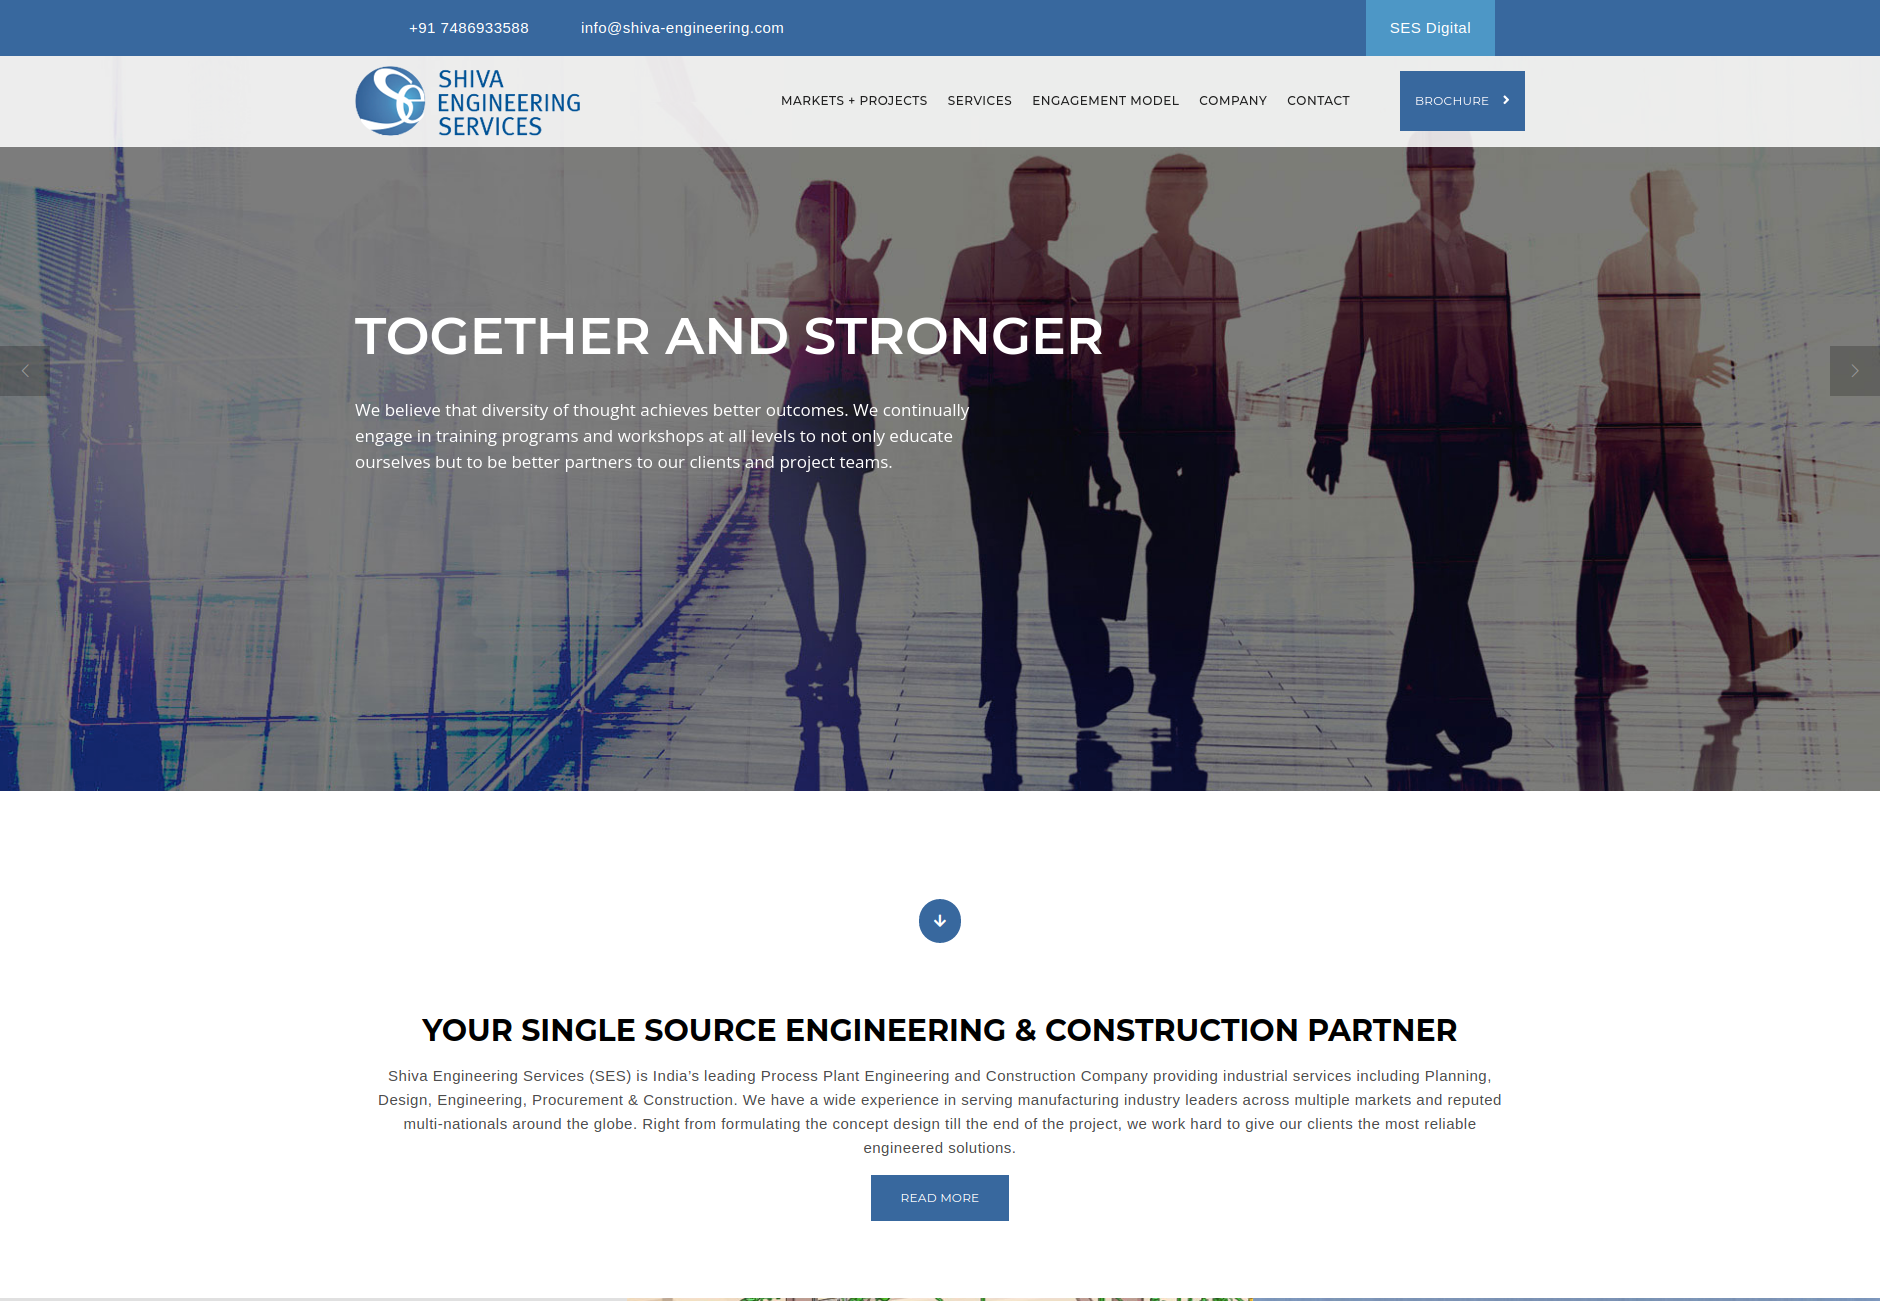 +91 7486933588 info@shiva-engineering.com SES Digital
SHIVA
ENGINEERING
SERVICES
MARKETS + PROJECTS SERVICES ENGAGEMENT MODEL COMPANY CONTACT BROCHURE
TOGETHER AND STRONGER
We believe that diversity of thought achieves better outcomes. We continually
engage in training programs and workshops at all levels to not only educate
ourselves but to be better partners to our clients and project teams.
YOUR SINGLE SOURCE ENGINEERING & CONSTRUCTION PARTNER
Shiva Engineering Services (SES) is India’s leading Process Plant Engineering and Construction Company providing industrial services including Planning,
Design, Engineering, Procurement & Construction. We have a wide experience in serving manufacturing industry leaders across multiple markets and reputed
multi-nationals around the globe. Right from formulating the concept design till the end of the project, we work hard to give our clients the most reliable
engineered solutions.
READ MORE